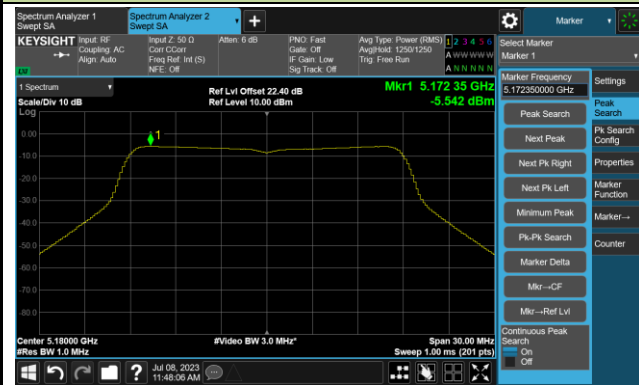 Spectrum Analyzer 1
Swept SA
Spectrum Analyzer 2
Swept SA
Marker
KEYSIGHT
Input: RF
Coupling: AC
Align: Auto
Input Z: 50 Ω
Corr CCorr
Freq Ref: Int (S)
NFE: Off
Atten: 6 dB
PNO: Fast
Gate: Off
IF Gain: Low
Sig Track: Off
Avg Type: Power (RMS)
Avg|Hold: 1250/1250
Trig: Free Run
1 2 3 4 5 6
A W W W W W
A N N N N N
LXI
Select Marker
Marker 1
1 Spectrum
Scale/Div 10 dB
Log
Ref Lvl Offset 22.40 dB
Ref Level 10.00 dBm
Mkr1 5.172 35 GHz
-5.542 dBm
1
0.00
-10.0
-20.0
-30.0
-40.0
-50.0
-60.0
-70.0
-80.0
Center 5.18000 GHz
#Res BW 1.0 MHz
#Video BW 3.0 MHz*
Span 30.00 MHz
Sweep 1.00 ms (201 pts)
Marker Frequency
5.172350000 GHz
Peak Search
Next Peak
Next Pk Right
Next Pk Left
Minimum Peak
Pk-Pk Search
Marker Delta
Mkr→CF
Mkr→Ref Lvl
Continuous Peak
Search
On
Off
Settings
Peak
Search
Pk Search
Config
Properties
Marker
Function
Marker→
Counter
Jul 08, 2023
11:48:06 AM